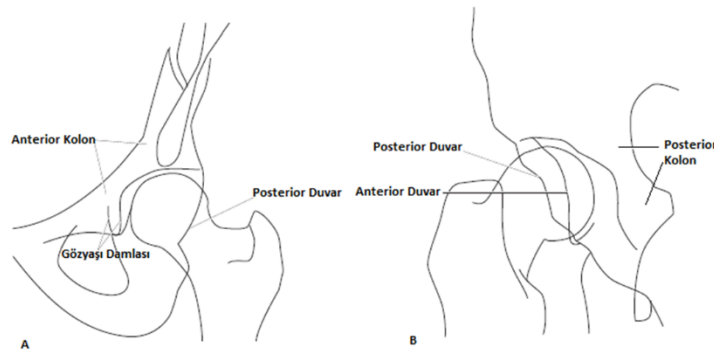 Anterior Kolon
Posterior Duvar
Gözyaşı Damlası
A
Posterior Duvar
Anterior Duvar
Posterior
Kolon
B